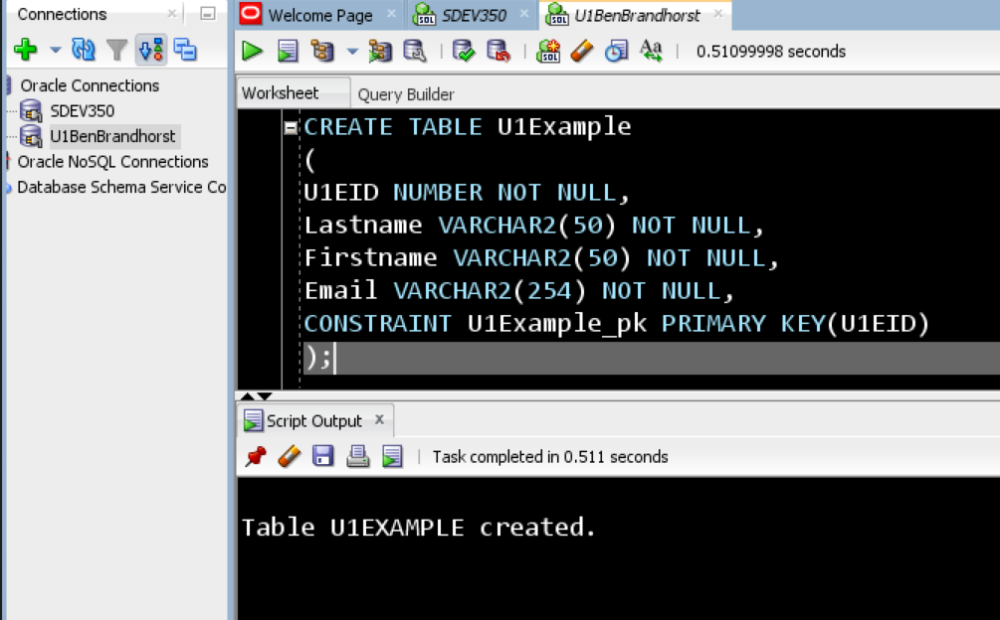 Connections
Oracle Connections
SDEV350
U1BenBrandhorst
Oracle NoSQL Connections
Database Schema Service Co
Welcome Page
SDEV350
U1BenBrandhorst
0.51099998 seconds
Worksheet
Query Builder
CREATE TABLE U1Example
(
U1EID NUMBER NOT NULL,
Lastname VARCHAR2(50) NOT NULL,
Firstname VARCHAR2(50) NOT NULL,
Email VARCHAR2(254) NOT NULL,
CONSTRAINT U1Example_pk PRIMARY KEY(U1EID)
);
Script Output
Task completed in 0.511 seconds
Table U1EXAMPLE created.